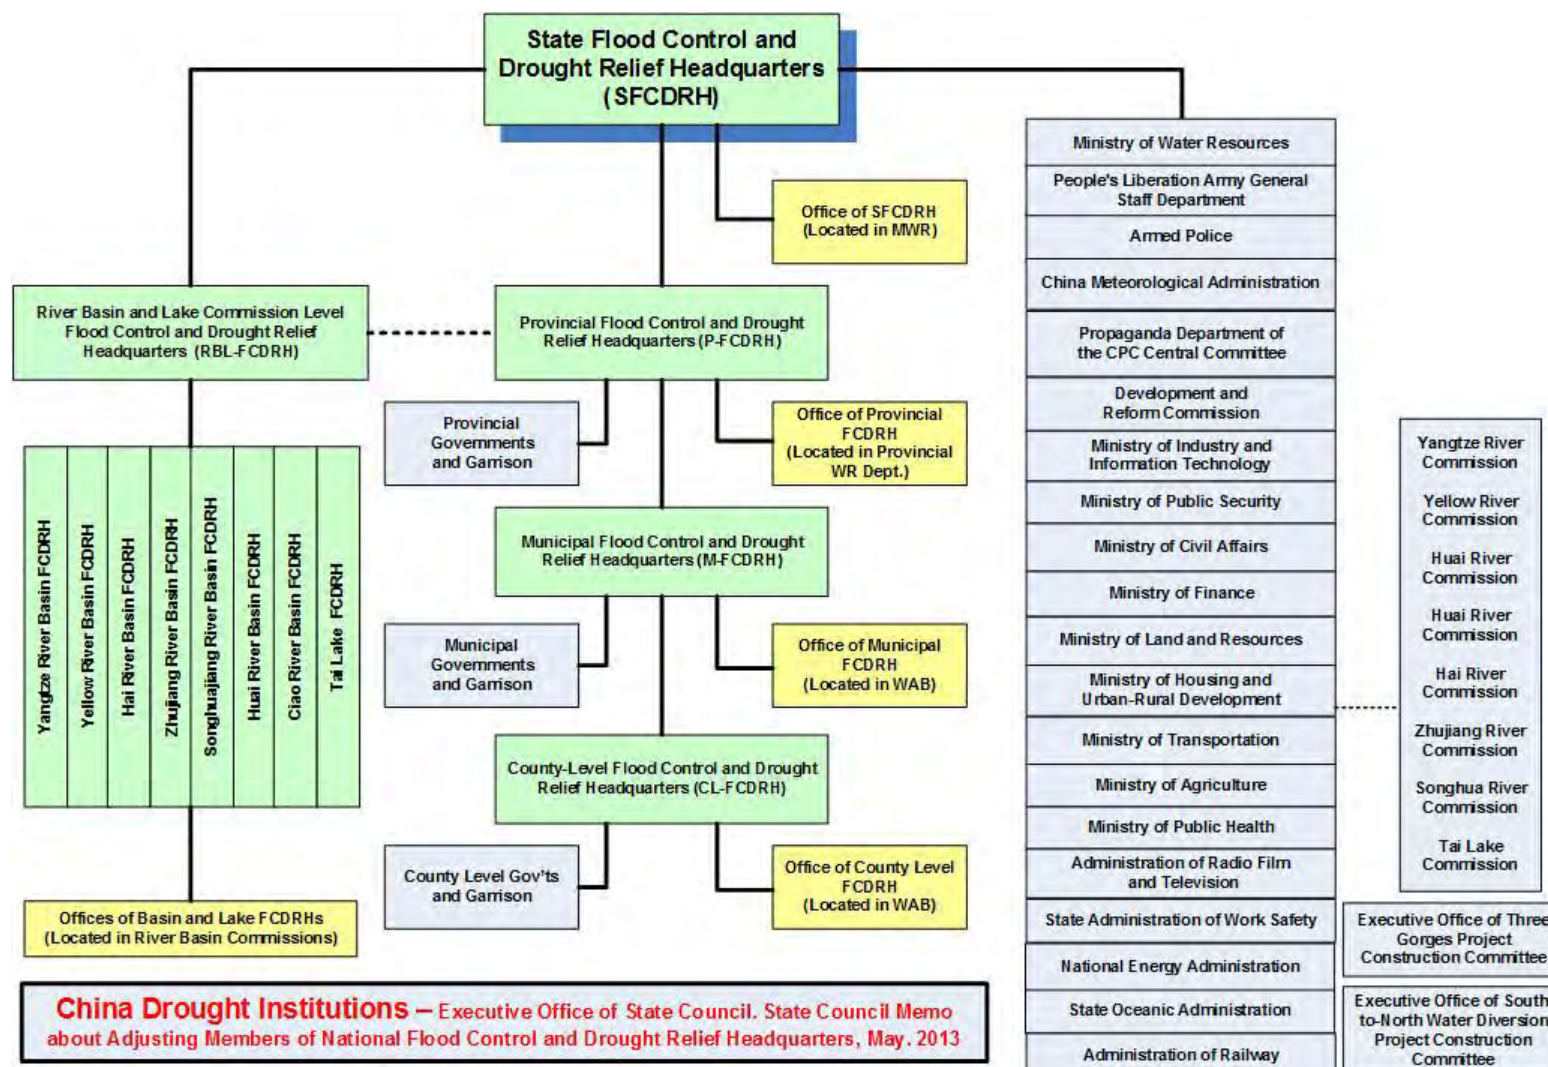 State Flood Control and
Drought Relief Headquarters
(SFCDRH)
Office of SFCDRH
(Located in MWR)
River Basin and Lake Commission Level
Flood Control and Drought Relief
Headquarters (RBL-FCDRH)
Provincial Flood Control and Drought
Relief Headquarters (P-FCDRH)
Provincial
Governments
and Garrison
Office of Provincial
FCDRH
(Located in Provincial
WR Dept.)
Municipal Flood Control and Drought
Relief Headquarters (M-FCDRH)
Municipal
Governments
and Garrison
Office of Municipal
FCDRH
(Located in WAB)
County-Level Flood Control and Drought
Relief Headquarters (CL-FCDRH)
County Level Gov'ts
and Garrison
Office of County Level
FCDRH
(Located in WAB)
Yangtze River Basin FCDRH
Yellow River Basin FCDRH
Hai River Basin FCDRH
Zhujiang River Basin FCDRH
Songhuajiang River Basin FCDRH
Huai River Basin FCDRH
Ciao River Basin FCDRH
Tai Lake FCDRH
Offices of Basin and Lake FCDRHs
(Located in River Basin Commissions)
Ministry of Water Resources
People's Liberation Army General
Staff Department
Armed Police
China Meteorological Administration
Propaganda Department of
the CPC Central Committee
Development and
Reform Commission
Ministry of Industry and
Information Technology
Ministry of Public Security
Ministry of Civil Affairs
Ministry of Finance
Ministry of Land and Resources
Ministry of Housing and
Urban-Rural Development
Ministry of Transportation
Ministry of Agriculture
Ministry of Public Health
Administration of Radio Film
and Television
State Administration of Work Safety
National Energy Administration
State Oceanic Administration
Administration of Railway
Yangtze River
Commission
Yellow River
Commission
Huai River
Commission
Huai River
Commission
Hai River
Commission
Zhujiang River
Commission
Songhua River
Commission
Tai Lake
Commission
Executive Office of Three
Gorges Project
Construction Committee
Executive Office of South-
to-North Water Diversion
Project Construction
Committee
China Drought Institutions – Executive Office of State Council. State Council Memo
about Adjusting Members of National Flood Control and Drought Relief Headquarters, May. 2013